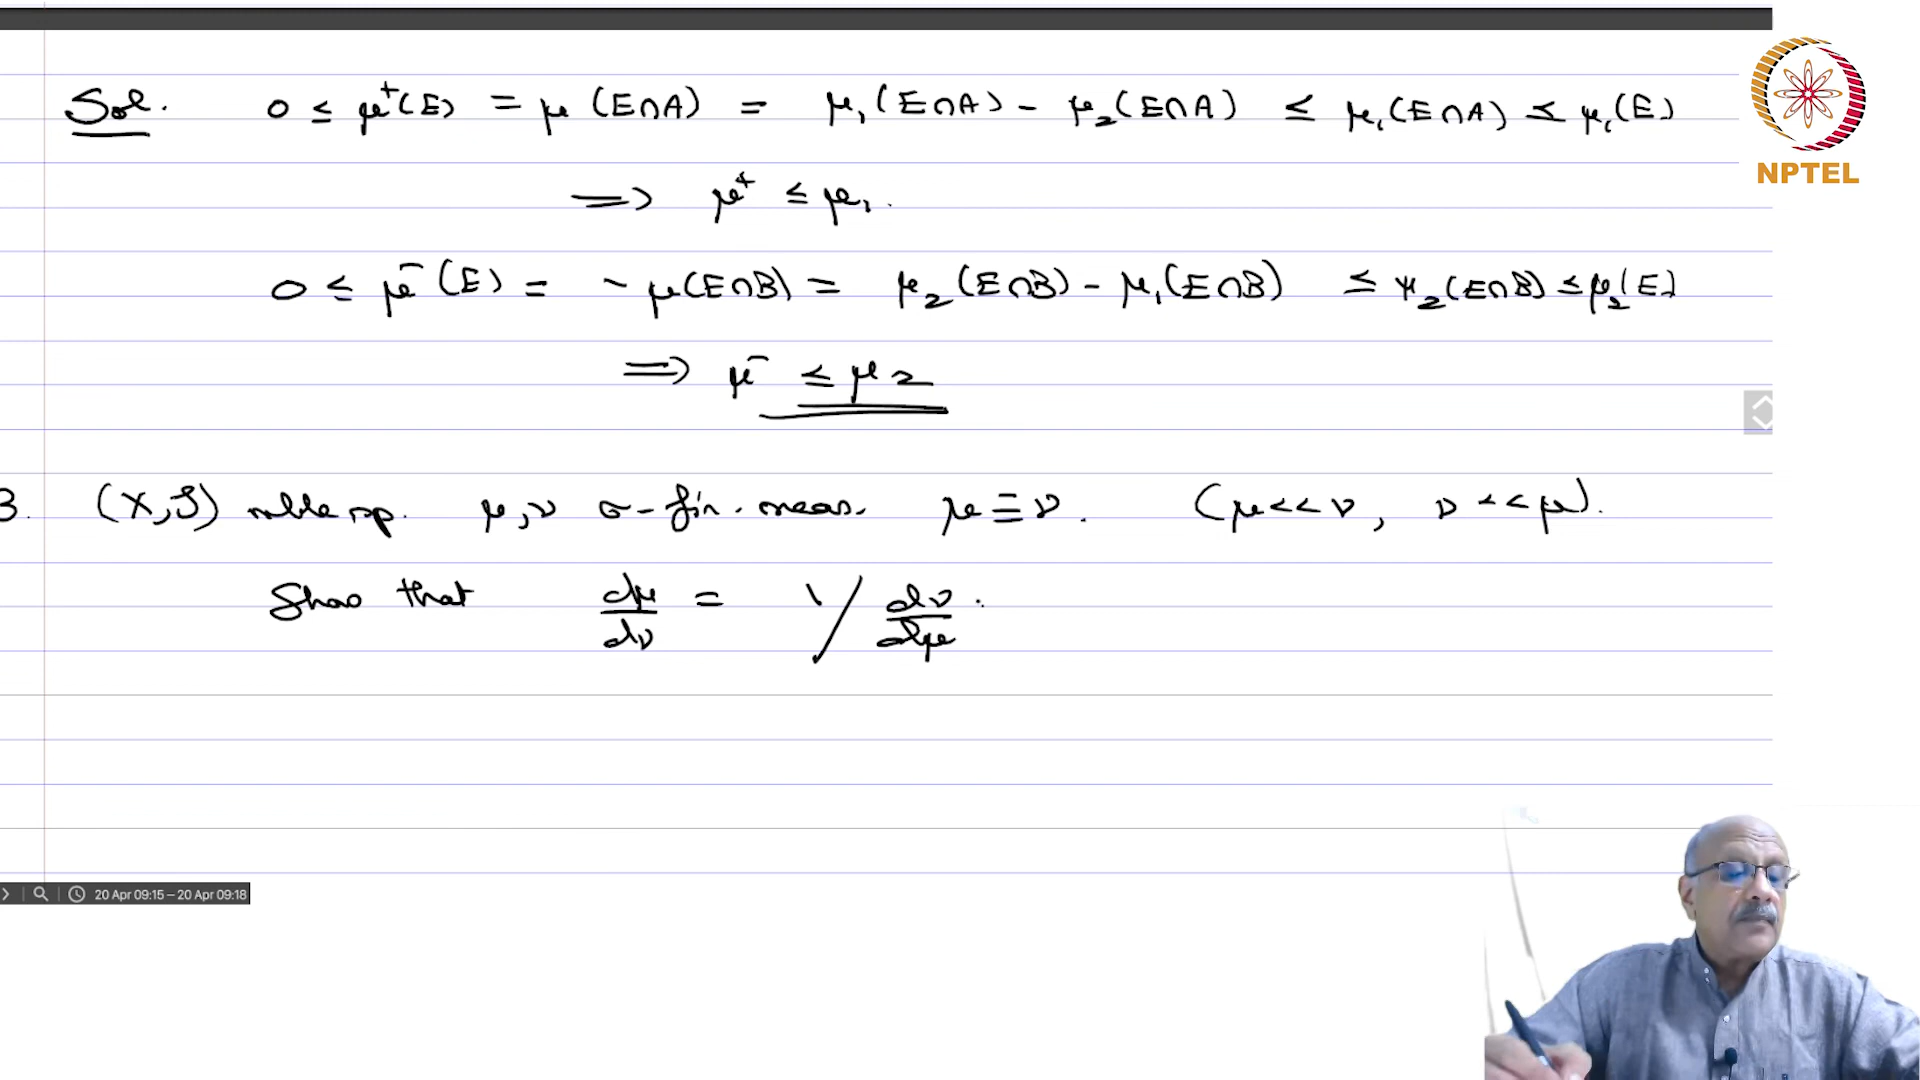 Sol. 0 ≤ μ⁺(E) = μ(E∩A) = μ₁(E∩A) - μ₂(E∩A) ≤ μ₁(E∩A) ≤ μ₁(E)
NPTEL
⟹ μ⁺ ≤ μ₁.
0 ≤ μ⁻(E) = -μ(E∩B) = μ₂(E∩B) - μ₁(E∩B) ≤ μ₂(E∩B) ≤ μ₂(E)
⟹ μ⁻ ≤ μ₂
3. (X,S) mble sp. μ,ν σ-fin. meas. μ≡ν. (μ<<ν, ν<<μ).
Show that dμ/dν = 1/ dν/dμ.
20 Apr 09:15 – 20 Apr 09:18